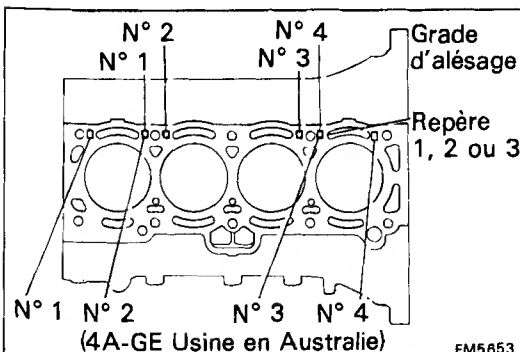 N° 2
N° 1
N° 4
N° 3
Grade
d'alésage
Repère
1, 2 ou 3
N° 1 N° 2 N° 3 N° 4
(4A-GE Usine en Australie)
EM5653